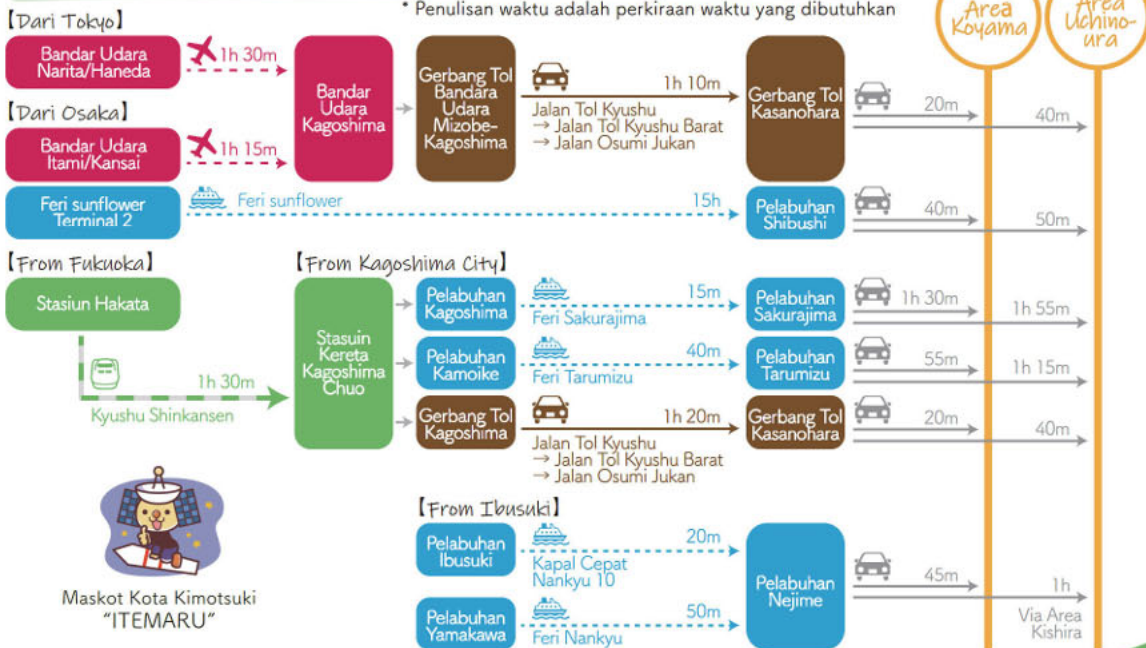 * Penulisan waktu adalah perkiraan waktu yang dibutuhkan
Area
Koyama
Area
Uchino-
ura
【Dari Tokyo】
Bandar Udara
Narita/Haneda
1h 30m
【Dari Osaka】
Bandar Udara
Itami/Kansai
1h 15m
Bandar
Udara
Kagoshima
Gerbang Tol
Bandara
Udara
Mizobe-
Kagoshima
1h 10m
Jalan Tol Kyushu
→ Jalan Tol Kyushu Barat
→ Jalan Osumi Jukan
Gerbang Tol
Kasanohara
20m
40m
Feri sunflower
Terminal 2
Feri sunflower
15h
Pelabuhan
Shibushi
40m
50m
【From Fukuoka】
Stasiun Hakata
1h 30m
Kyushu Shinkansen
【From Kagoshima City】
Stasuin
Kereta
Kagoshima
Chuo
Pelabuhan
Kagoshima
15m
Feri Sakurajima
Pelabuhan
Sakurajima
1h 30m
1h 55m
Pelabuhan
Kamoike
40m
Feri Tarumizu
Pelabuhan
Tarumizu
55m
1h 15m
Gerbang Tol
Kagoshima
1h 20m
Jalan Tol Kyushu
→ Jalan Tol Kyushu Barat
→ Jalan Osumi Jukan
Gerbang Tol
Kasanohara
20m
40m
【From Ibusuki】
Pelabuhan
Ibusuki
20m
Kapal Cepat
Nankyu 10
Pelabuhan
Yamakawa
50m
Feri Nankyu
Pelabuhan
Nejime
45m
1h
Via Area
Kishira
Maskot Kota Kimotsuki
"ITEMARU"